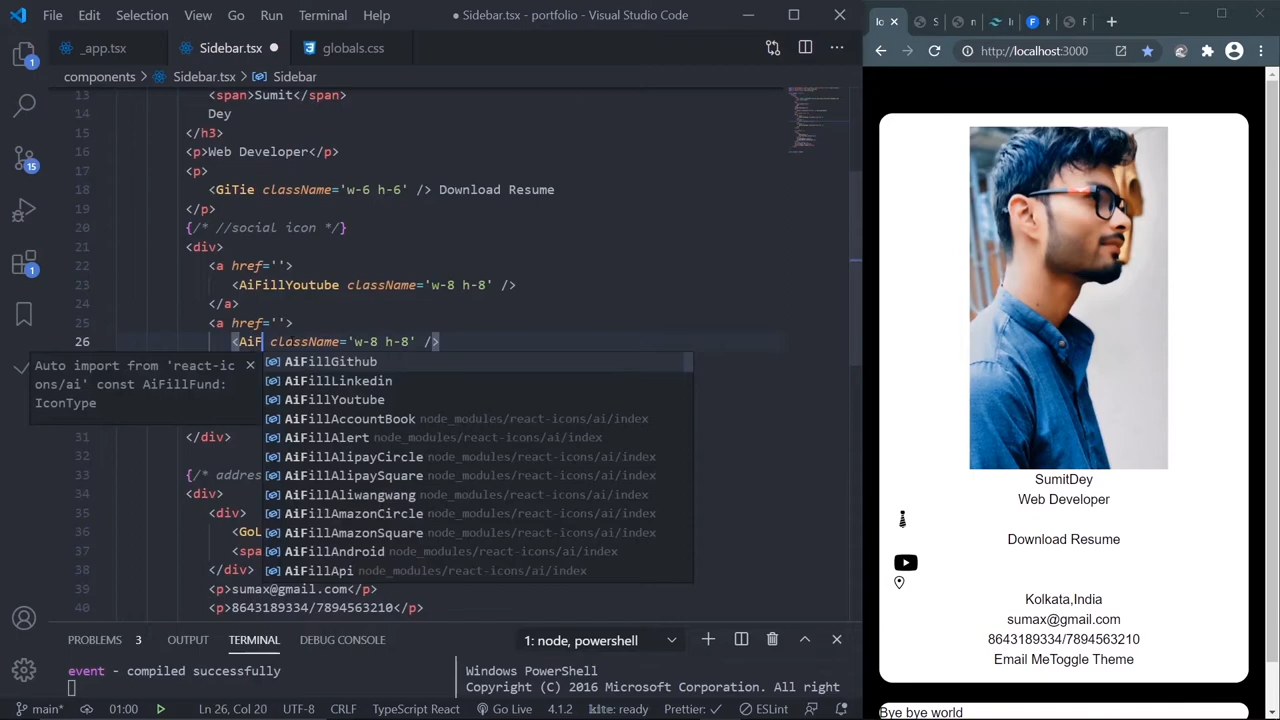 File Edit Selection View Go Run Terminal Help
● Sidebar.tsx - portfolio - Visual Studio Code
_app.tsx
Sidebar.tsx ●
globals.css
components > Sidebar.tsx > Sidebar
13 <span>Sumit</span>
14 Dey
15 </h3>
16 <p>Web Developer</p>
17 <p>
18 <GiTie className='w-6 h-6' /> Download Resume
19 </p>
20 {/* //social icon */}
21 <div>
22 <a href=''>
23 <AiFillYoutube className='w-8 h-8' />
24 </a>
25 <a href=''>
26 <AiF className='w-8 h-8' />
Auto import from 'react-ic
ons/ai' const AiFillFund:
IconType
AiFillGithub
AiFillLinkedin
AiFillYoutube
AiFillAccountBook node_modules/react-icons/ai/index
AiFillAlert node_modules/react-icons/ai/index
AiFillAlipayCircle node_modules/react-icons/ai/index
AiFillAlipaySquare node_modules/react-icons/ai/index
AiFillAliwangwang node_modules/react-icons/ai/index
AiFillAmazonCircle node_modules/react-icons/ai/index
AiFillAmazonSquare node_modules/react-icons/ai/index
AiFillAndroid node_modules/react-icons/ai/index
AiFillApi node_modules/react-icons/ai/index
31 </div>
32
33 {/* addres
34 <div>
35 <div>
36 <GoL
37 <spa
38 </div>
39 <p>sumax@gmail.com</p>
40 <p>8643189334/7894563210</p>
1
15
1
PROBLEMS 3 OUTPUT TERMINAL DEBUG CONSOLE
1: node, powershell
event - compiled successfully
Windows PowerShell
Copyright (C) 2016 Microsoft Corporation. All right
main* 01:00 Ln 26, Col 20 UTF-8 CRLF TypeScript React Go Live 4.1.2 kite: ready Prettier: ✓ ESLint
http://localhost:3000
SumitDey
Web Developer
Download Resume
Kolkata,India
sumax@gmail.com
8643189334/7894563210
Email MeToggle Theme
Bye bye world